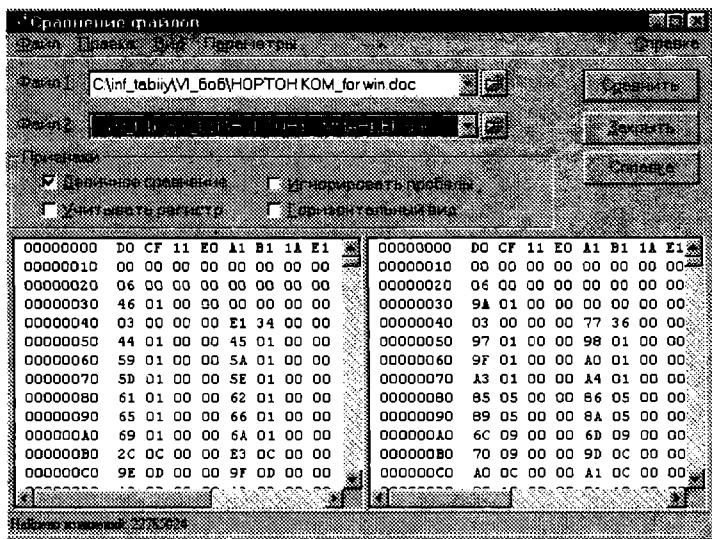 Сравнение файлов
Файл Правка Вид Параметры Справка
Файл1 C:\inf_tabiiy\VI_боб\НОРТОН КОМ_for win.doc Сравнить
Файл2 Закрыть
Признаки Справка
Двоичное сравнение Игнорировать пробелы
Учитывать регистр Горизонтальный вид
00000000 D0 CF 11 E0 A1 B1 1A E1 00000000 D0 CF 11 E0 A1 B1 1A E1
00000010 00 00 00 00 00 00 00 00 00000010 00 00 00 00 00 00 00 00
00000020 06 00 00 00 00 00 00 00 00000020 06 00 00 00 00 00 00 00
00000030 46 01 00 00 00 00 00 00 00000030 9A 01 00 00 00 00 00 00
00000040 03 00 00 00 E1 34 00 00 00000040 03 00 00 00 77 36 00 00
00000050 44 01 00 00 45 01 00 00 00000050 97 01 00 00 98 01 00 00
00000060 59 01 00 00 5A 01 00 00 00000060 9F 01 00 00 A0 01 00 00
00000070 5D 01 00 00 5E 01 00 00 00000070 A3 01 00 00 A4 01 00 00
00000080 61 01 00 00 62 01 00 00 00000080 85 05 00 00 86 05 00 00
00000090 65 01 00 00 66 01 00 00 00000090 89 05 00 00 8A 05 00 00
000000A0 69 01 00 00 6A 01 00 00 000000A0 6C 09 00 00 6D 09 00 00
000000B0 2C 0C 00 00 E3 0C 00 00 000000B0 70 09 00 00 9D 0C 00 00
000000C0 9E 0D 00 00 9F 0D 00 00 000000C0 A0 0C 00 00 A1 0C 00 00
Найдено